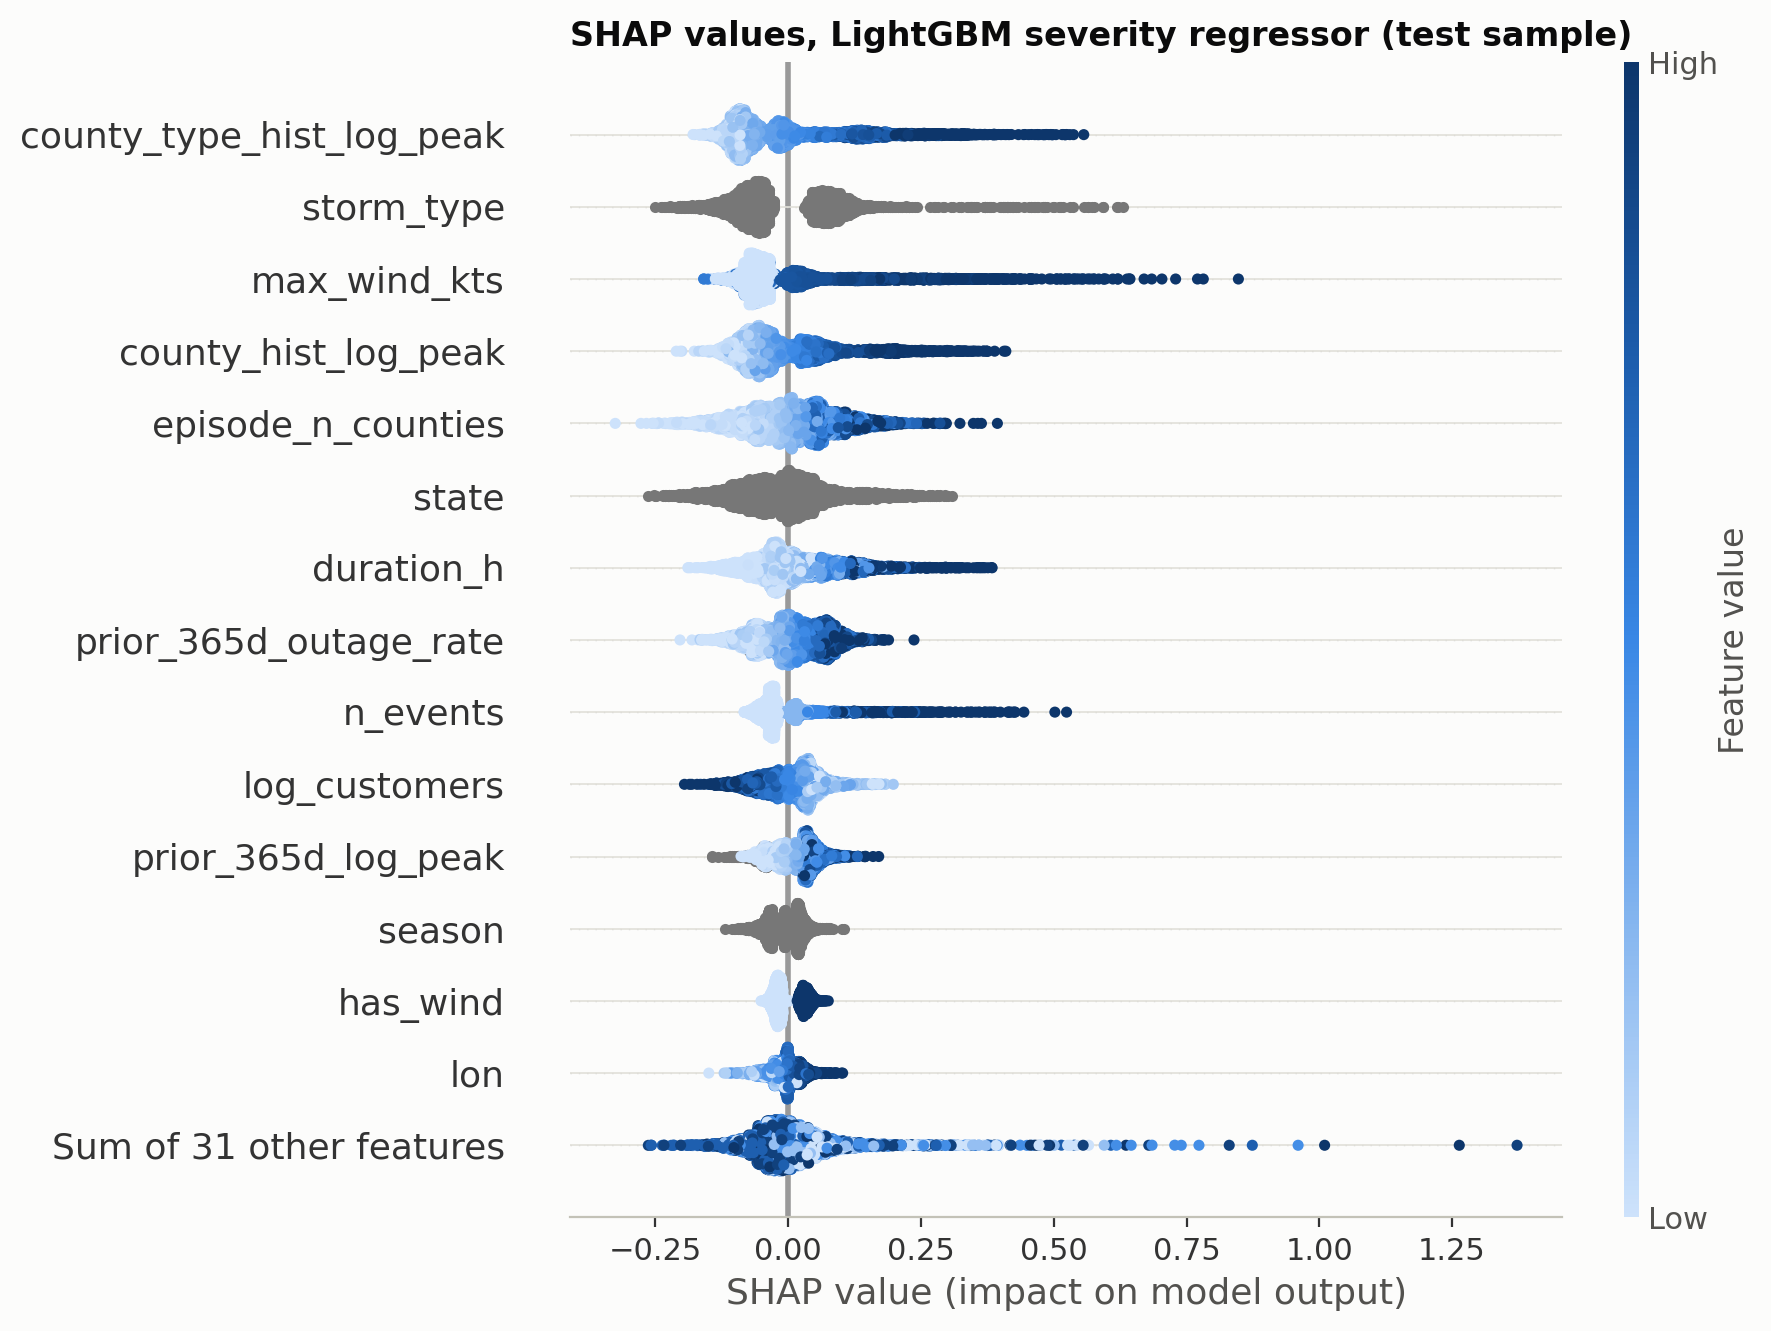 SHAP values, LightGBM severity regressor (test sample)
High
county_type_hist_log_peak
storm_type
max_wind_kts
county_hist_log_peak
episode_n_counties
state
duration_h
prior_365d_outage_rate
n_events
log_customers
prior_365d_log_peak
season
has_wind
lon
Sum of 31 other features
Feature value
Low
−0.25 0.00 0.25 0.50 0.75 1.00 1.25
SHAP value (impact on model output)